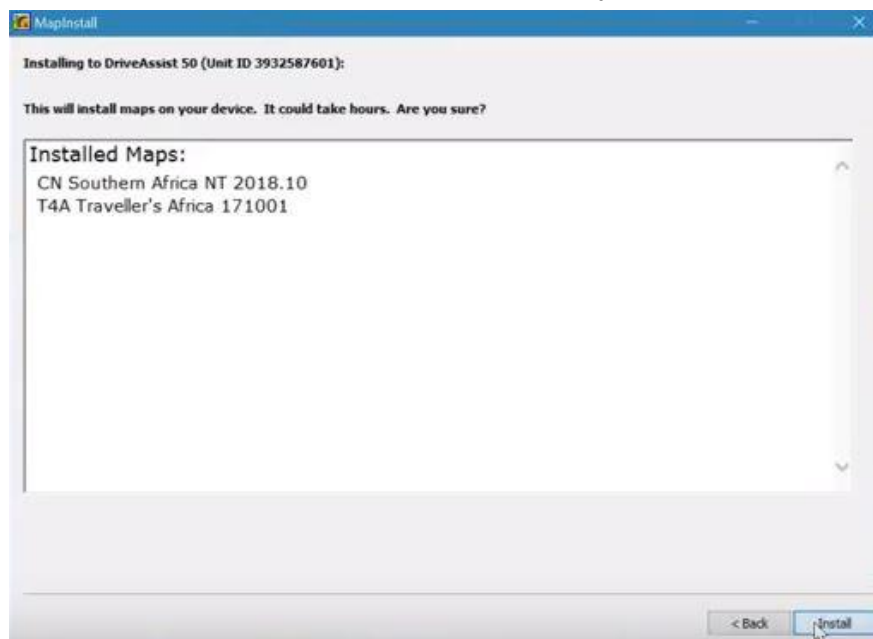 MapInstall
Installing to DriveAssist 50 (Unit ID 3932587601):
This will install maps on your device. It could take hours. Are you sure?
Installed Maps:
CN Southern Africa NT 2018.10
T4A Traveller's Africa 171001
< Back
Install